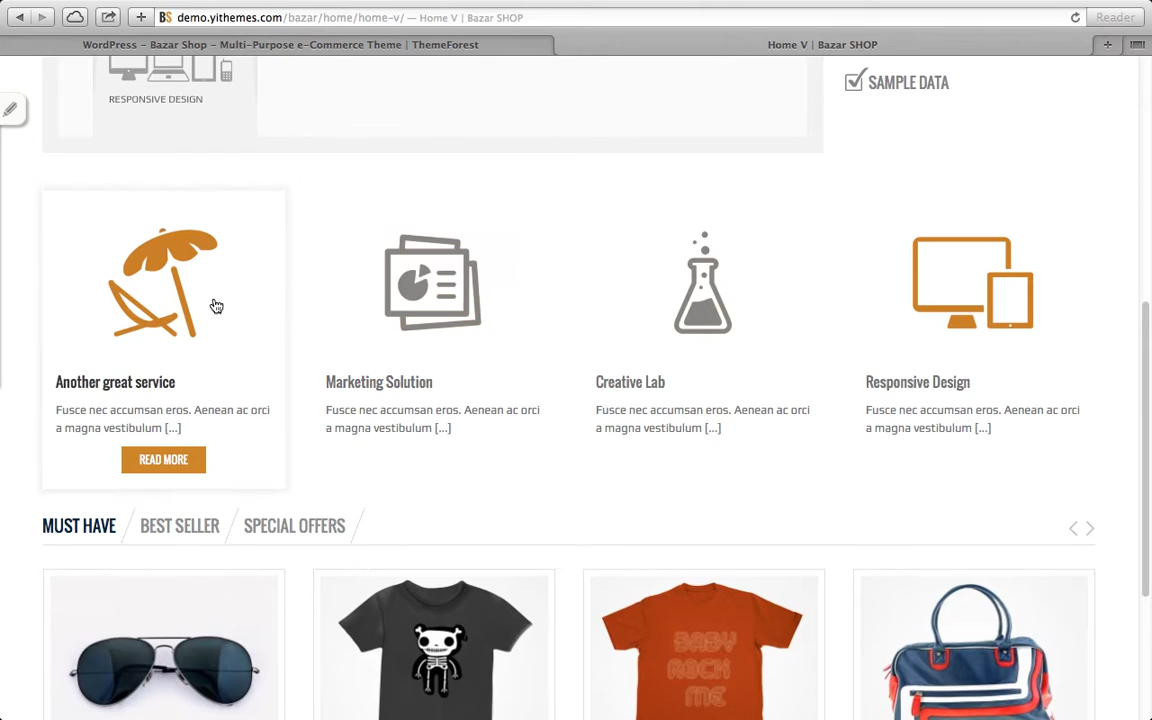 BS demo.yithemes.com/bazar/home/home-v/ — Home V | Bazar SHOP
Reader
WordPress – Bazar Shop – Multi-Purpose e-Commerce Theme | ThemeForest
Home V | Bazar SHOP
RESPONSIVE DESIGN
SAMPLE DATA
Another great service
Fusce nec accumsan eros. Aenean ac orci
a magna vestibulum [...]
READ MORE
Marketing Solution
Fusce nec accumsan eros. Aenean ac orci
a magna vestibulum [...]
Creative Lab
Fusce nec accumsan eros. Aenean ac orci
a magna vestibulum [...]
Responsive Design
Fusce nec accumsan eros. Aenean ac orci
a magna vestibulum [...]
MUST HAVE
BEST SELLER
SPECIAL OFFERS
BABY
ROCK
ME